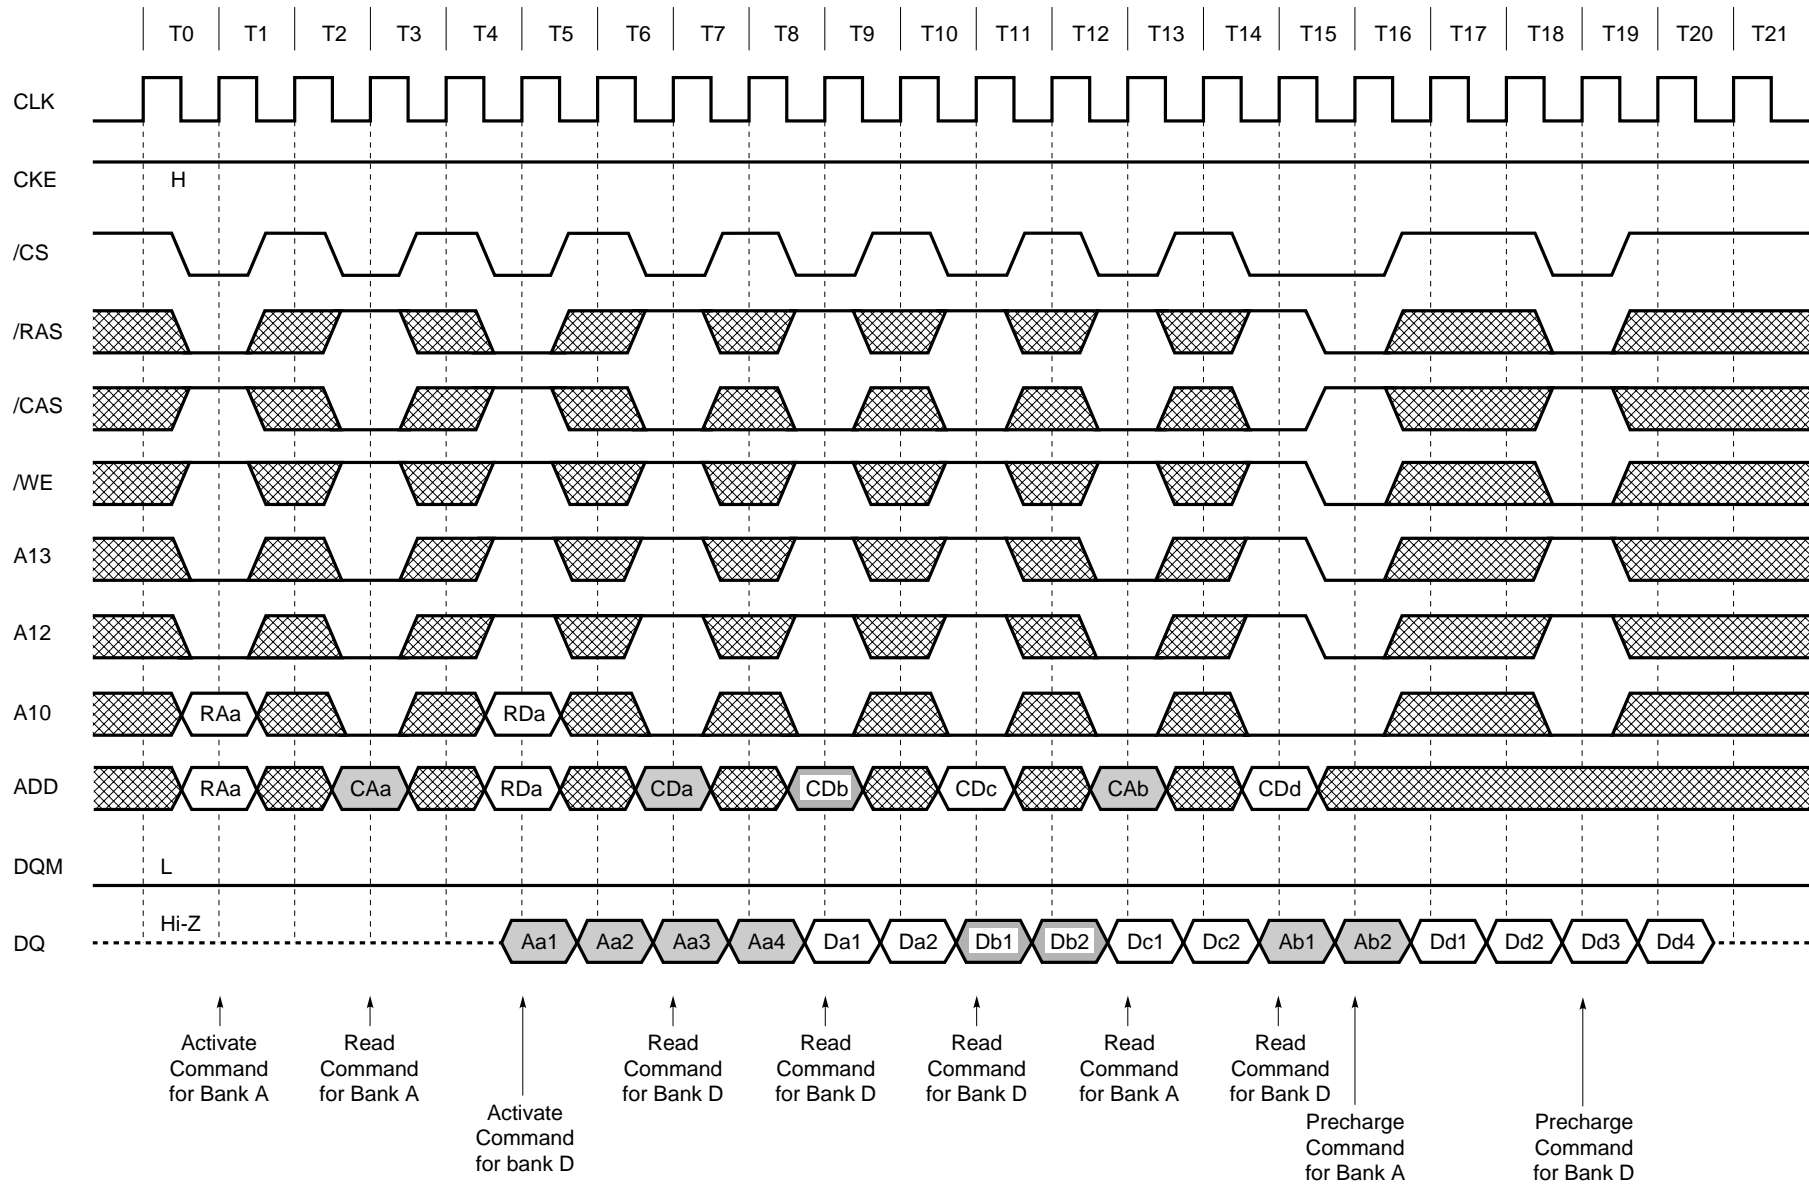 T0 T1 T2 T3 T4 T5 T6 T7 T8 T9 T10 T11 T12 T13 T14 T15 T16 T17 T18 T19 T20 T21
CLK
CKE H
/CS
/RAS
/CAS
/WE
A13
A12
A10 RAa RDa
ADD RAa CAa RDa CDa CDb CDc CAb CDd
DQM L
DQ Hi-Z Aa1 Aa2 Aa3 Aa4 Da1 Da2 Db1 Db2 Dc1 Dc2 Ab1 Ab2 Dd1 Dd2 Dd3 Dd4
Activate
Command
for Bank A
Read
Command
for Bank A
Activate
Command
for bank D
Read
Command
for Bank D
Read
Command
for Bank D
Read
Command
for Bank D
Read
Command
for Bank A
Read
Command
for Bank D
Precharge
Command
for Bank A
Precharge
Command
for Bank D